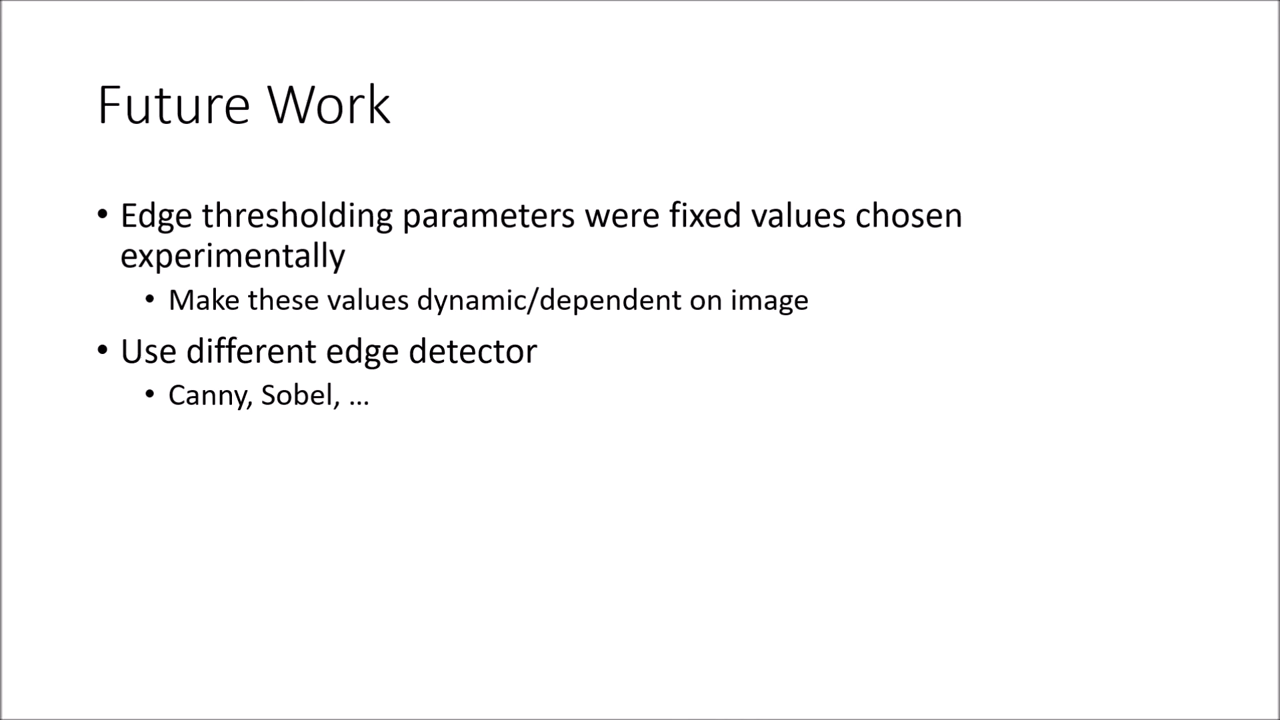 Future Work
• Edge thresholding parameters were fixed values chosen
experimentally
• Make these values dynamic/dependent on image
• Use different edge detector
• Canny, Sobel, ...